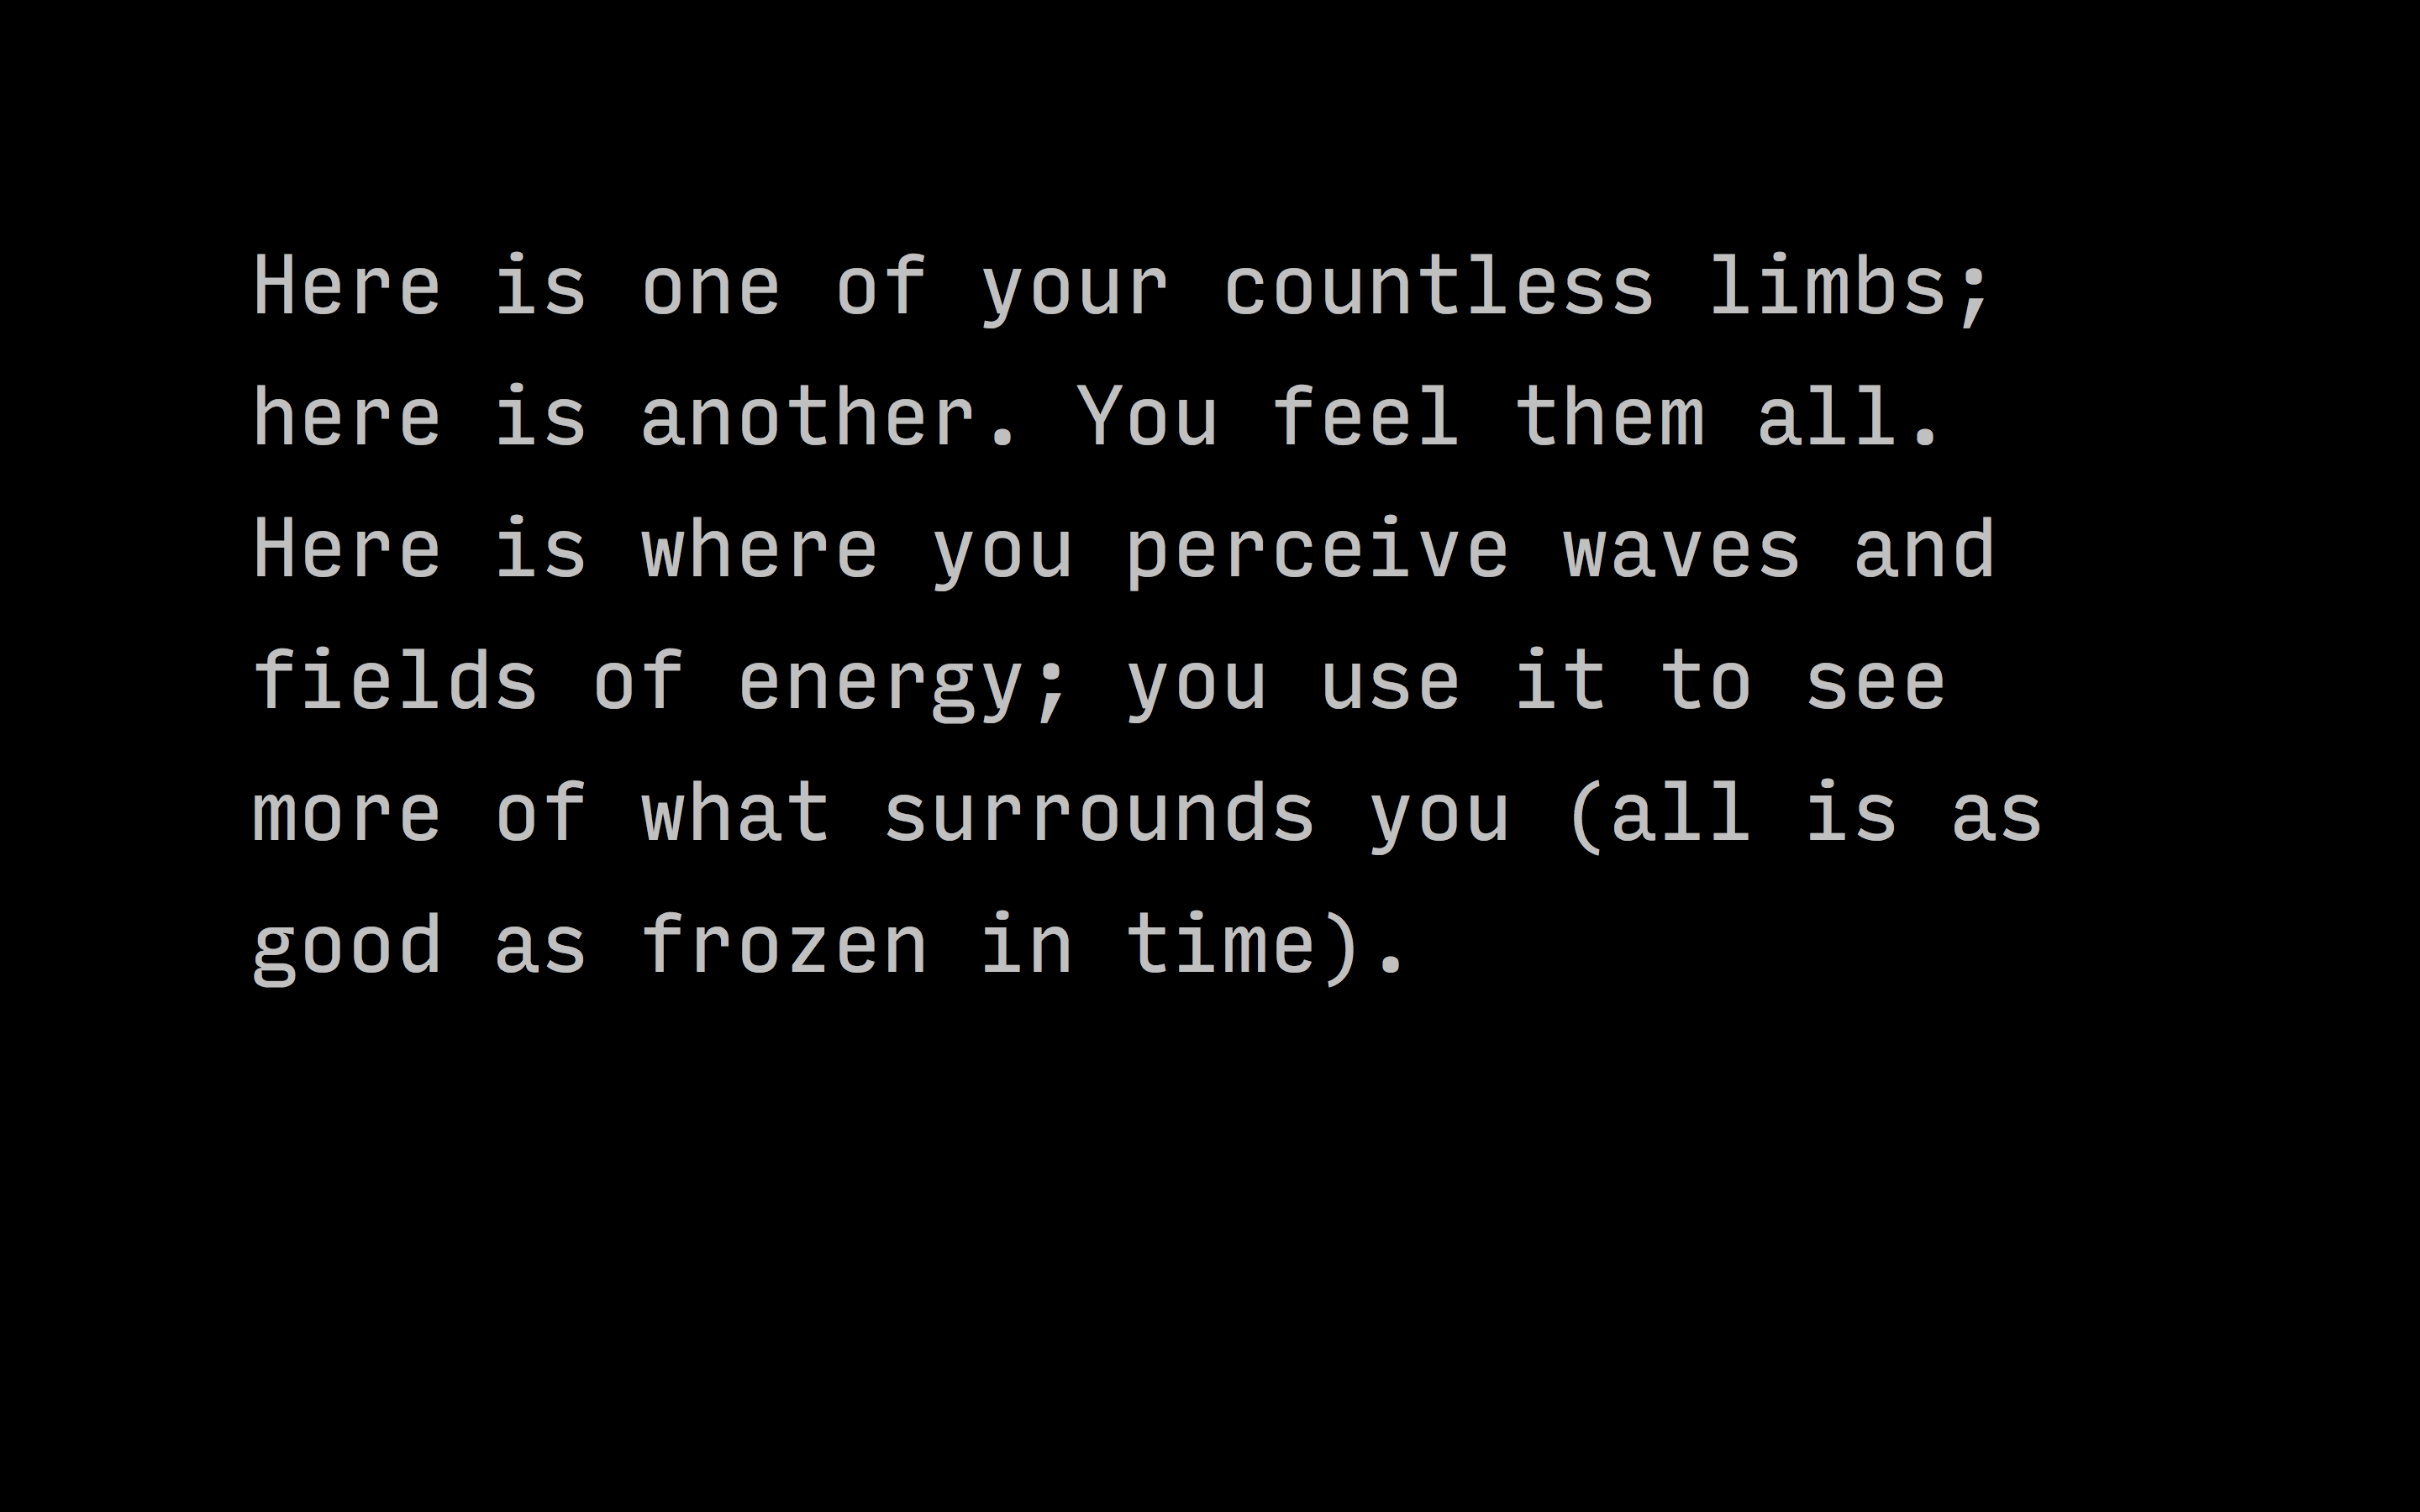 Here is one of your countless limbs;
here is another. You feel them all.
Here is where you perceive waves and
fields of energy; you use it to see
more of what surrounds you (all is as
good as frozen in time).